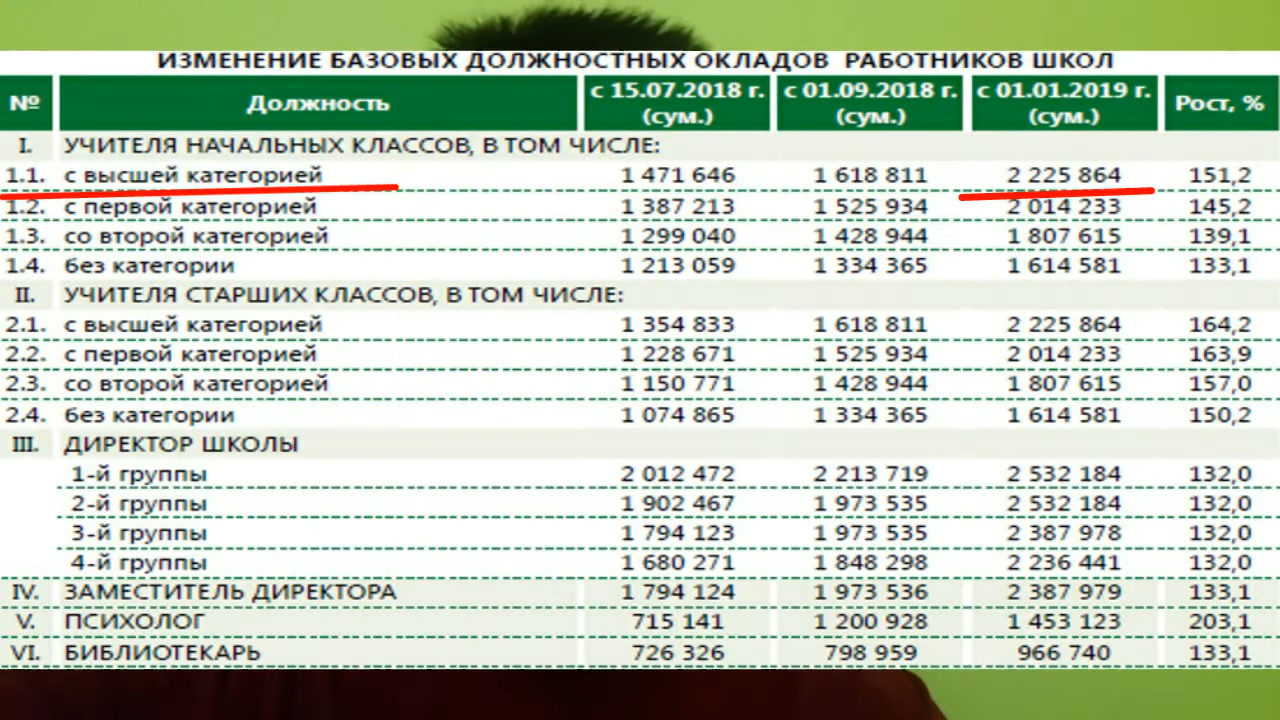 ИЗМЕНЕНИЕ БАЗОВЫХ ДОЛЖНОСТНЫХ ОКЛАДОВ РАБОТНИКОВ ШКОЛ
№ Должность с 15.07.2018 г. (сум.) с 01.09.2018 г. (сум.) с 01.01.2019 г. (сум.) Рост, %
I. УЧИТЕЛЯ НАЧАЛЬНЫХ КЛАССОВ, В ТОМ ЧИСЛЕ:
1.1. с высшей категорией 1 471 646 1 618 811 2 225 864 151,2
1.2. с первой категорией 1 387 213 1 525 934 2 014 233 145,2
1.3. со второй категорией 1 299 040 1 428 944 1 807 615 139,1
1.4. без категории 1 213 059 1 334 365 1 614 581 133,1
II. УЧИТЕЛЯ СТАРШИХ КЛАССОВ, В ТОМ ЧИСЛЕ:
2.1. с высшей категорией 1 354 833 1 618 811 2 225 864 164,2
2.2. с первой категорией 1 228 671 1 525 934 2 014 233 163,9
2.3. со второй категорией 1 150 771 1 428 944 1 807 615 157,0
2.4. без категории 1 074 865 1 334 365 1 614 581 150,2
III. ДИРЕКТОР ШКОЛЫ
1-й группы 2 012 472 2 213 719 2 532 184 132,0
2-й группы 1 902 467 1 973 535 2 532 184 132,0
3-й группы 1 794 123 1 973 535 2 387 978 132,0
4-й группы 1 680 271 1 848 298 2 236 441 132,0
IV. ЗАМЕСТИТЕЛЬ ДИРЕКТОРА 1 794 124 1 973 536 2 387 979 133,1
V. ПСИХОЛОГ 715 141 1 200 928 1 453 123 203,1
VI. БИБЛИОТЕКАРЬ 726 326 798 959 966 740 133,1